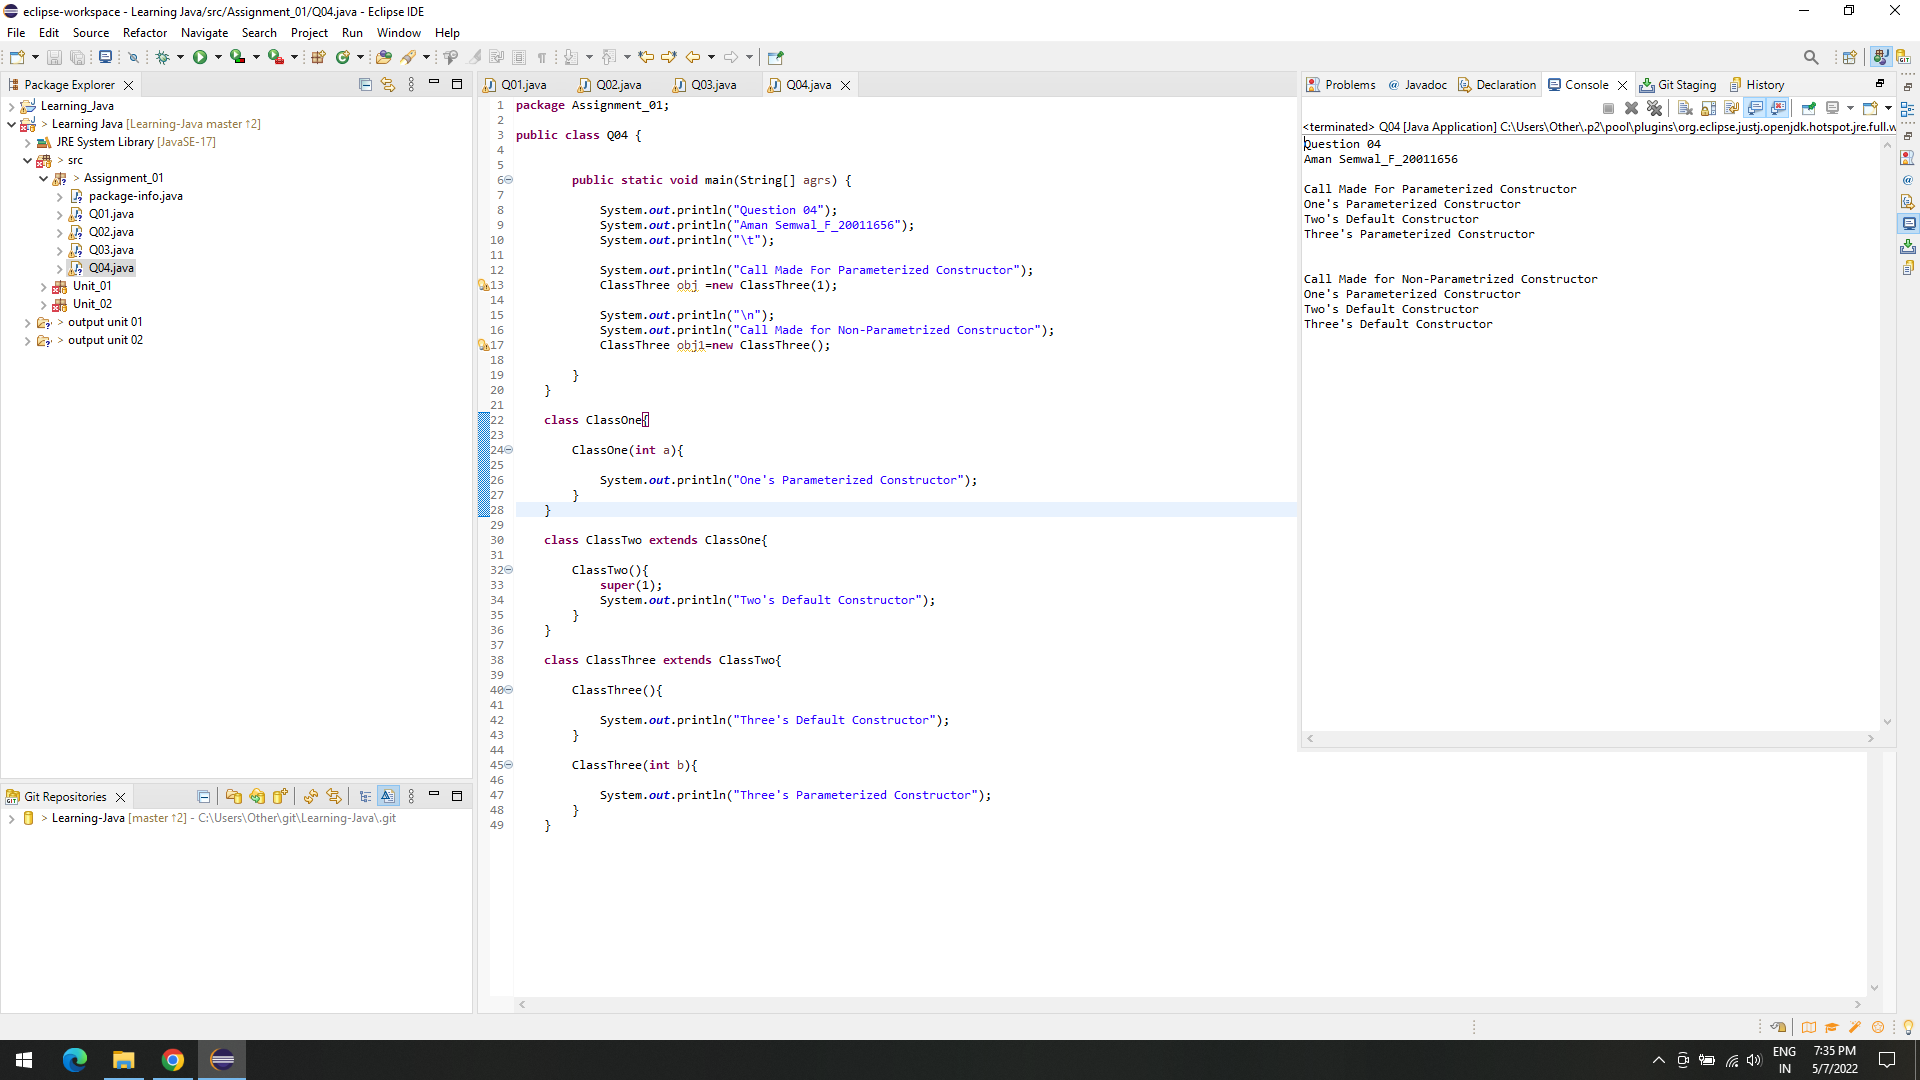 eclipse-workspace - Learning Java/src/Assignment_01/Q04.java - Eclipse IDE
File Edit Source Refactor Navigate Search Project Run Window Help
Package Explorer
Learning_Java
> Learning Java [Learning-Java master ↑2]
JRE System Library [JavaSE-17]
> src
> Assignment_01
package-info.java
Q01.java
Q02.java
Q03.java
Q04.java
Unit_01
Unit_02
> output unit 01
> output unit 02
Git Repositories
> Learning-Java [master ↑2] - C:\Users\Other\git\Learning-Java\.git
Q01.java Q02.java Q03.java Q04.java
1 package Assignment_01;
2
3 public class Q04 {
4
5
6 public static void main(String[] agrs) {
7
8 System.out.println("Question 04");
9 System.out.println("Aman Semwal_F_20011656");
10 System.out.println("\t");
11
12 System.out.println("Call Made For Parameterized Constructor");
13 ClassThree obj =new ClassThree(1);
14
15 System.out.println("\n");
16 System.out.println("Call Made for Non-Parametrized Constructor");
17 ClassThree obj1=new ClassThree();
18
19 }
20 }
21
22 class ClassOne{
23
24 ClassOne(int a){
25
26 System.out.println("One's Parameterized Constructor");
27 }
28 }
29
30 class ClassTwo extends ClassOne{
31
32 ClassTwo(){
33 super(1);
34 System.out.println("Two's Default Constructor");
35 }
36 }
37
38 class ClassThree extends ClassTwo{
39
40 ClassThree(){
41
42 System.out.println("Three's Default Constructor");
43 }
44
45 ClassThree(int b){
46
47 System.out.println("Three's Parameterized Constructor");
48 }
49 }
Problems @ Javadoc Declaration Console Git Staging History
<terminated> Q04 [Java Application] C:\Users\Other\.p2\pool\plugins\org.eclipse.justj.openjdk.hotspot.jre.full.w
Question 04
Aman Semwal_F_20011656
Call Made For Parameterized Constructor
One's Parameterized Constructor
Two's Default Constructor
Three's Parameterized Constructor
Call Made for Non-Parametrized Constructor
One's Parameterized Constructor
Two's Default Constructor
Three's Default Constructor
ENG
IN
7:35 PM
5/7/2022